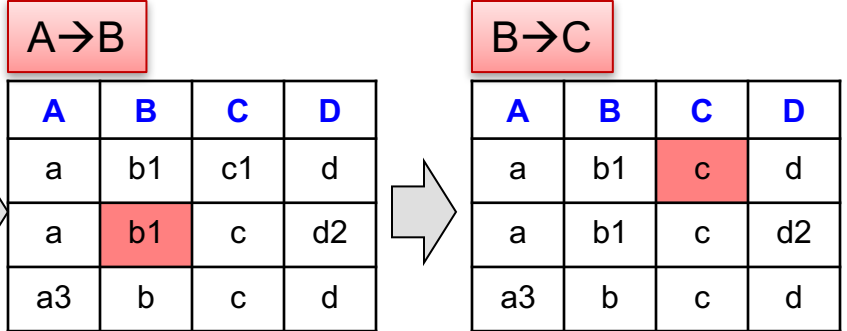 A→B
A B C D
a b1 c1 d
a b1 c d2
a3 b c d
B→C
A B C D
a b1 c d
a b1 c d2
a3 b c d